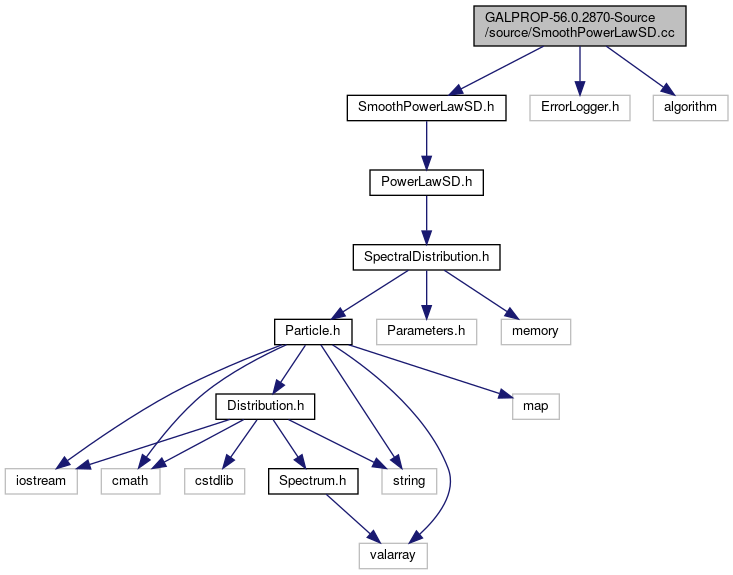 GALPROP-56.0.2870-Source
/source/SmoothPowerLawSD.cc
SmoothPowerLawSD.h
ErrorLogger.h
algorithm
PowerLawSD.h
SpectralDistribution.h
Particle.h
Parameters.h
memory
Distribution.h
map
iostream
cmath
cstdlib
Spectrum.h
string
valarray